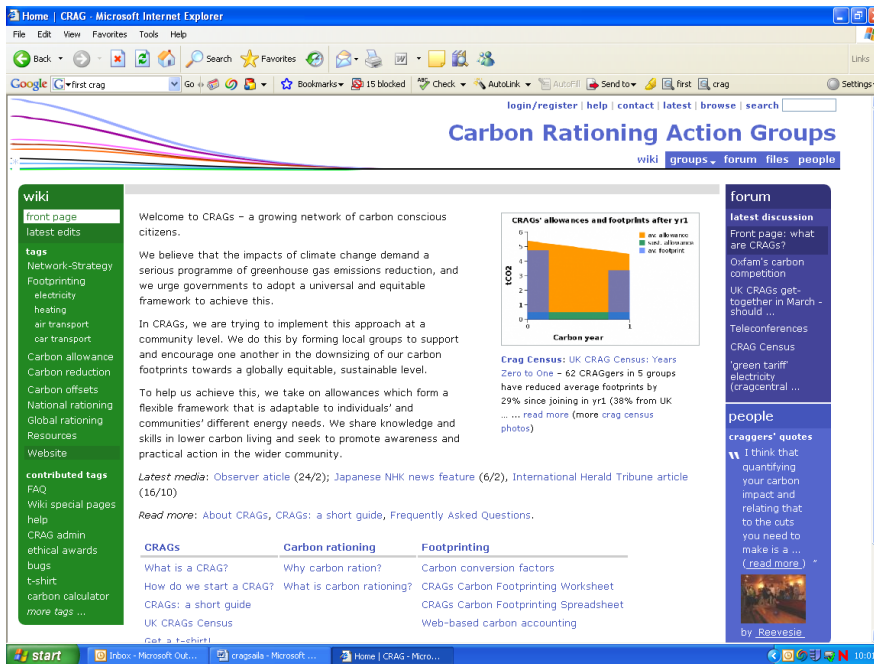 Home | CRAG - Microsoft Internet Explorer
File Edit View Favorites Tools Help
Back Search Favorites
Links
Google first crag Go Bookmarks 15 blocked Check AutoLink AutoFill Send to first crag Settings
login/register | help | contact | latest | browse | search
Carbon Rationing Action Groups
wiki groups forum files people
wiki
front page
latest edits
tags
Network-Strategy
Footprinting
electricity
heating
air transport
car transport
Carbon allowance
Carbon reduction
Carbon offsets
National rationing
Global rationing
Resources
Website
contributed tags
FAQ
Wiki special pages
help
CRAG admin
ethical awards
bugs
t-shirt
carbon calculator
more tags ...
Welcome to CRAGs – a growing network of carbon conscious
citizens.
We believe that the impacts of climate change demand a
serious programme of greenhouse gas emissions reduction, and
we urge governments to adopt a universal and equitable
framework to achieve this.
In CRAGs, we are trying to implement this approach at a
community level. We do this by forming local groups to support
and encourage one another in the downsizing of our carbon
footprints towards a globally equitable, sustainable level.
To help us achieve this, we take on allowances which form a
flexible framework that is adaptable to individuals' and
communities' different energy needs. We share knowledge and
skills in lower carbon living and seek to promote awareness and
practical action in the wider community.
CRAGs' allowances and footprints after yr1
av. allowance
sust. allowance
av. footprint
tCO2
6
5
4
3
2
1
0
0 1
Carbon year
Crag Census: UK CRAG Census: Years
Zero to One – 62 CRAGgers in 5 groups
have reduced average footprints by
29% since joining in yr1 (38% from UK
... ... read more (more crag census
photos)
Latest media: Observer aticle (24/2); Japanese NHK news feature (6/2), International Herald Tribune article
(16/10)
Read more: About CRAGs, CRAGs: a short guide, Frequently Asked Questions.
CRAGs Carbon rationing Footprinting
What is a CRAG? Why carbon ration? Carbon conversion factors
How do we start a CRAG? What is carbon rationing? CRAGs Carbon Footprinting Worksheet
CRAGs: a short guide CRAGs Carbon Footprinting Spreadsheet
UK CRAGs Census Web-based carbon accounting
Get a t-shirt!
forum
latest discussion
Front page: what
are CRAGs?
Oxfam's carbon
competition
UK CRAGs get-
together in March -
should ...
Teleconferences
CRAG Census
'green tariff'
electricity
(cragcentral ...
people
craggers' quotes
" I think that
quantifying
your carbon
impact and
relating that
to the cuts
you need to
make is a ...
( read more ) "
by Reevesie
start Inbox - Microsoft Out... cragsaila - Microsoft ... Home | CRAG - Micro... 10:01